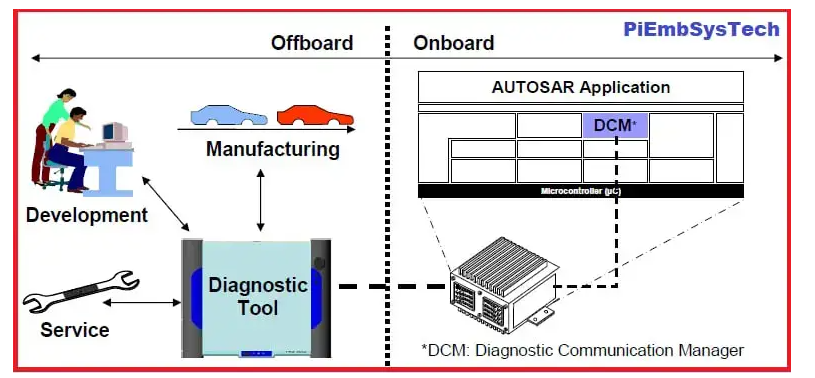 PiEmbSysTech
Offboard
Onboard
AUTOSAR Application
DCM*
Manufacturing
Microcontroller (µC)
Development
Diagnostic
Tool
Service
*DCM: Diagnostic Communication Manager